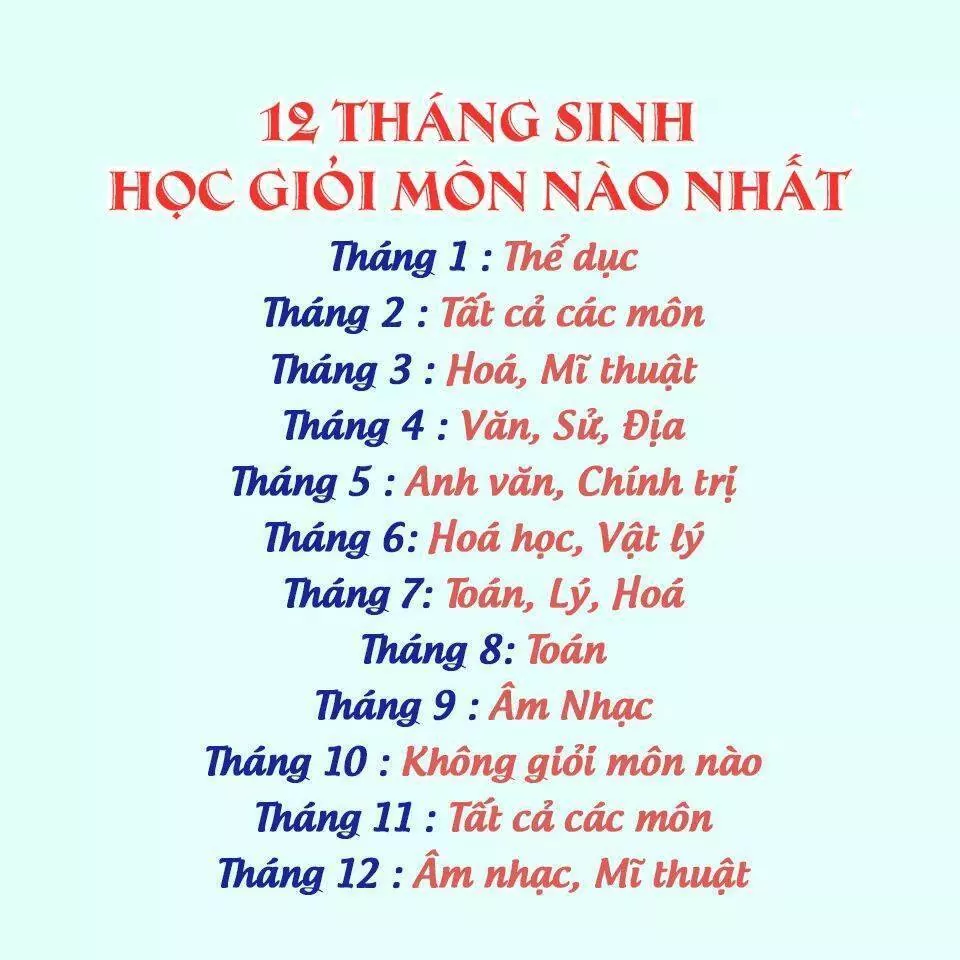 12 THÁNG SINH
HỌC GIỎI MÔN NÀO NHẤT
Tháng 1 : Thể dục
Tháng 2 : Tất cả các môn
Tháng 3 : Hoá, Mĩ thuật
Tháng 4 : Văn, Sử, Địa
Tháng 5 : Anh văn, Chính trị
Tháng 6: Hoá học, Vật lý
Tháng 7: Toán, Lý, Hoá
Tháng 8: Toán
Tháng 9 : Âm Nhạc
Tháng 10 : Không giỏi môn nào
Tháng 11 : Tất cả các môn
Tháng 12 : Âm nhạc, Mĩ thuật